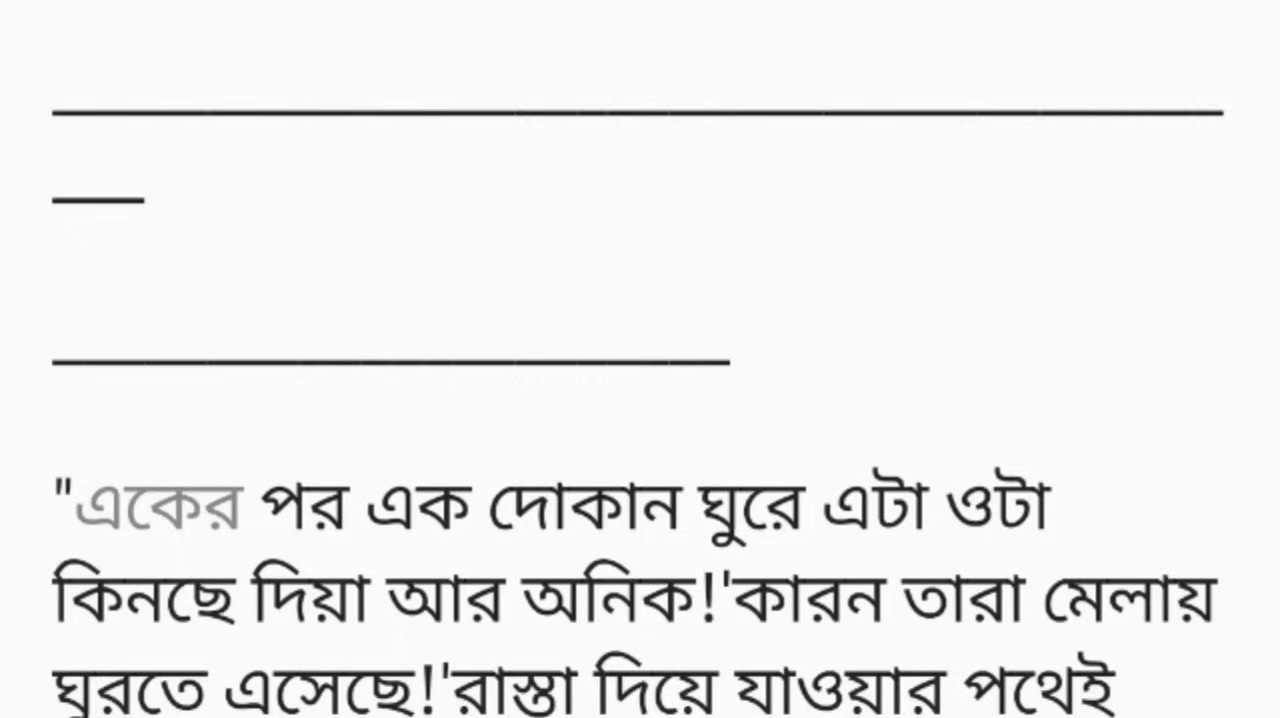 "একের পর এক দোকান ঘুরে এটা ওটা
কিনছে দিয়া আর অনিক!'কারন তারা মেলায়
ঘুরতে এসেছে!'রাস্তা দিয়ে যাওয়ার পথেই